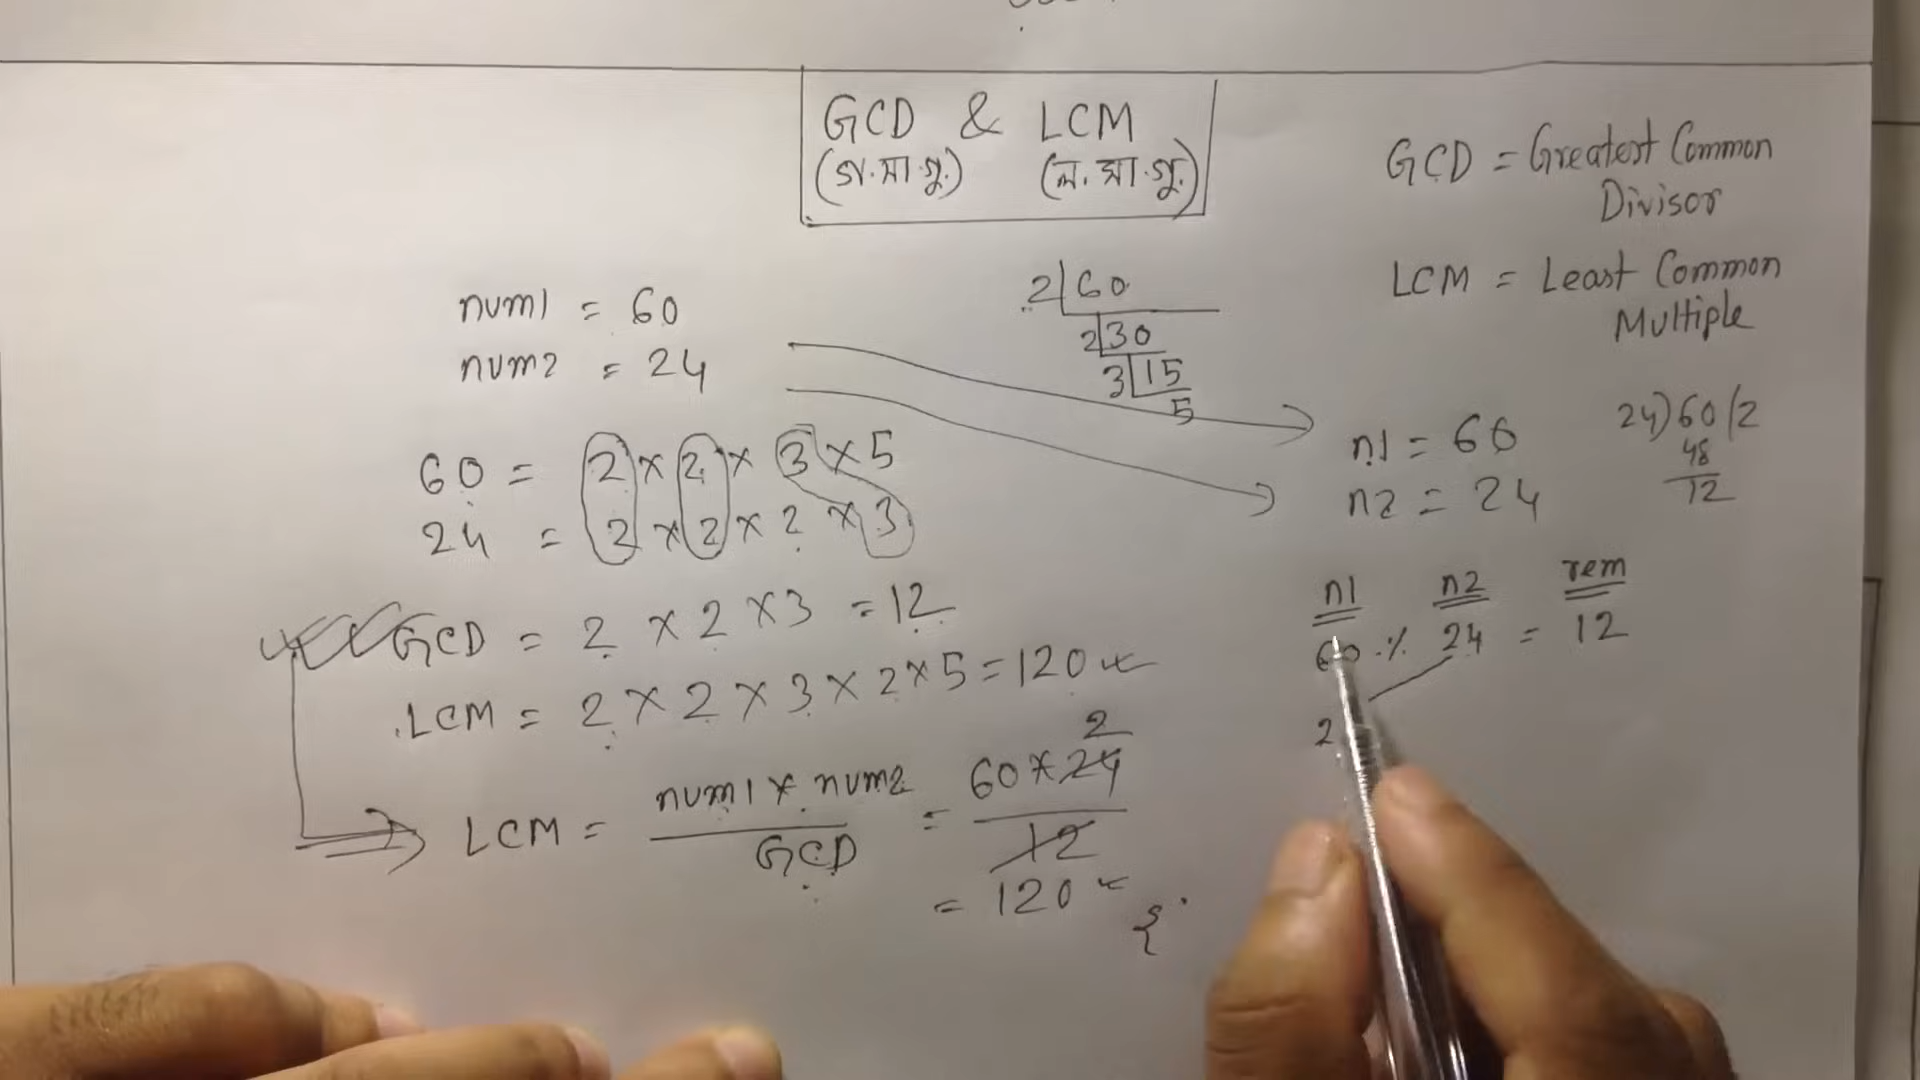 GCD & LCM
(গ.সা.গু.) (ল.সা.গু.)
GCD = Greatest Common
Divisor
LCM = Least Common
Multiple
num1 = 60
num2 = 24
2 60
2 30
3 15
5
60 = 2 × 2 × 3 × 5
24 = 2 × 2 × 2 × 3
GCD = 2 × 2 × 3 = 12
LCM = 2 × 2 × 3 × 2 × 5 = 120
LCM = num1 * num2 / GCD = 60 * 24 / 12
2
= 120
n1 = 60
n2 = 24
24)60(2
48
12
n1 n2 rem
60 % 24 = 12
2